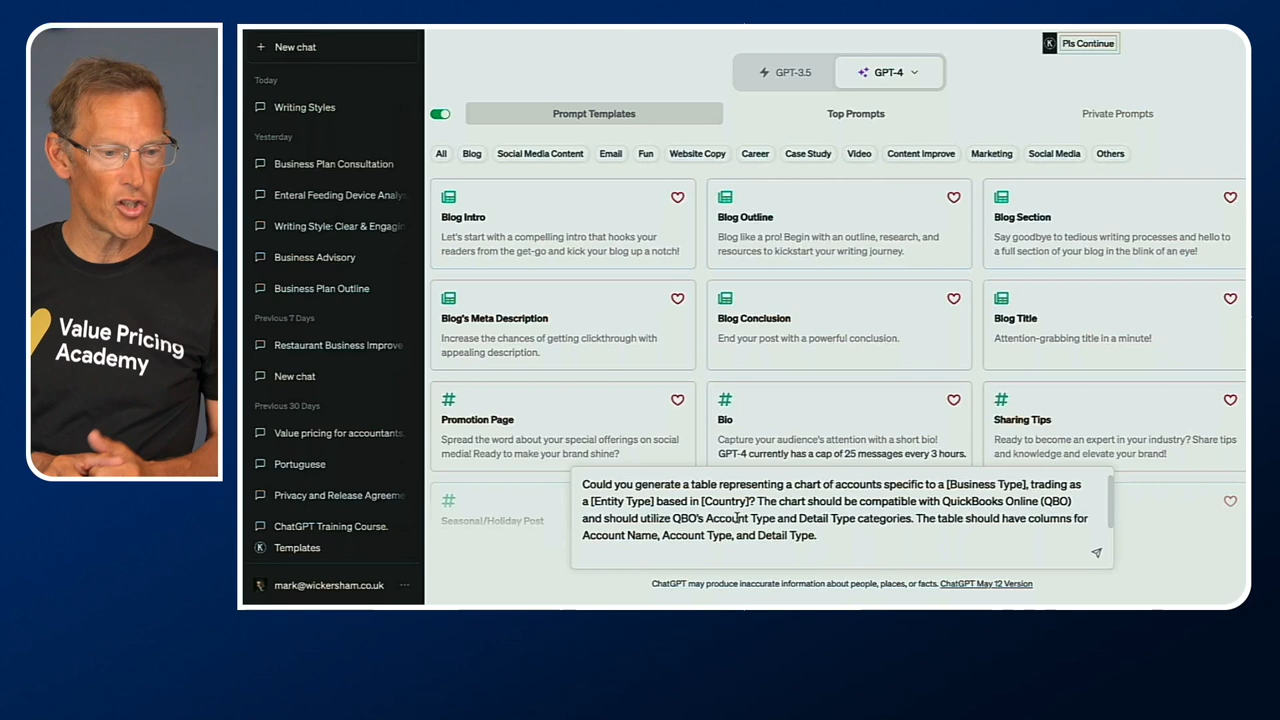 Value Pricing
Academy
New chat
Today
Writing Styles
Yesterday
Business Plan Consultation
Enteral Feeding Device Analys
Writing Style: Clear & Engagin
Business Advisory
Business Plan Outline
Previous 7 Days
Restaurant Business Improve
New chat
Previous 30 Days
Value pricing for accountants.
Portuguese
Privacy and Release Agreeme
ChatGPT Training Course.
Templates
mark@wickersham.co.uk
Pls Continue
GPT-3.5
GPT-4
Prompt Templates
Top Prompts
Private Prompts
All
Blog
Social Media Content
Email
Fun
Website Copy
Career
Case Study
Video
Content Improve
Marketing
Social Media
Others
Blog Intro
Let's start with a compelling intro that hooks your
readers from the get-go and kick your blog up a notch!
Blog Outline
Blog like a pro! Begin with an outline, research, and
resources to kickstart your writing journey.
Blog Section
Say goodbye to tedious writing processes and hello to
a full section of your blog in the blink of an eye!
Blog's Meta Description
Increase the chances of getting clickthrough with
appealing description.
Blog Conclusion
End your post with a powerful conclusion.
Blog Title
Attention-grabbing title in a minute!
Promotion Page
Spread the word about your special offerings on social
media! Ready to make your brand shine?
Bio
Capture your audience's attention with a short bio!
GPT-4 currently has a cap of 25 messages every 3 hours.
Sharing Tips
Ready to become an expert in your industry? Share tips
and knowledge and elevate your brand!
Seasonal/Holiday Post
Could you generate a table representing a chart of accounts specific to a [Business Type], trading as
a [Entity Type] based in [Country]? The chart should be compatible with QuickBooks Online (QBO)
and should utilize QBO's Account Type and Detail Type categories. The table should have columns for
Account Name, Account Type, and Detail Type.
ChatGPT may produce inaccurate information about people, places, or facts. ChatGPT May 12 Version